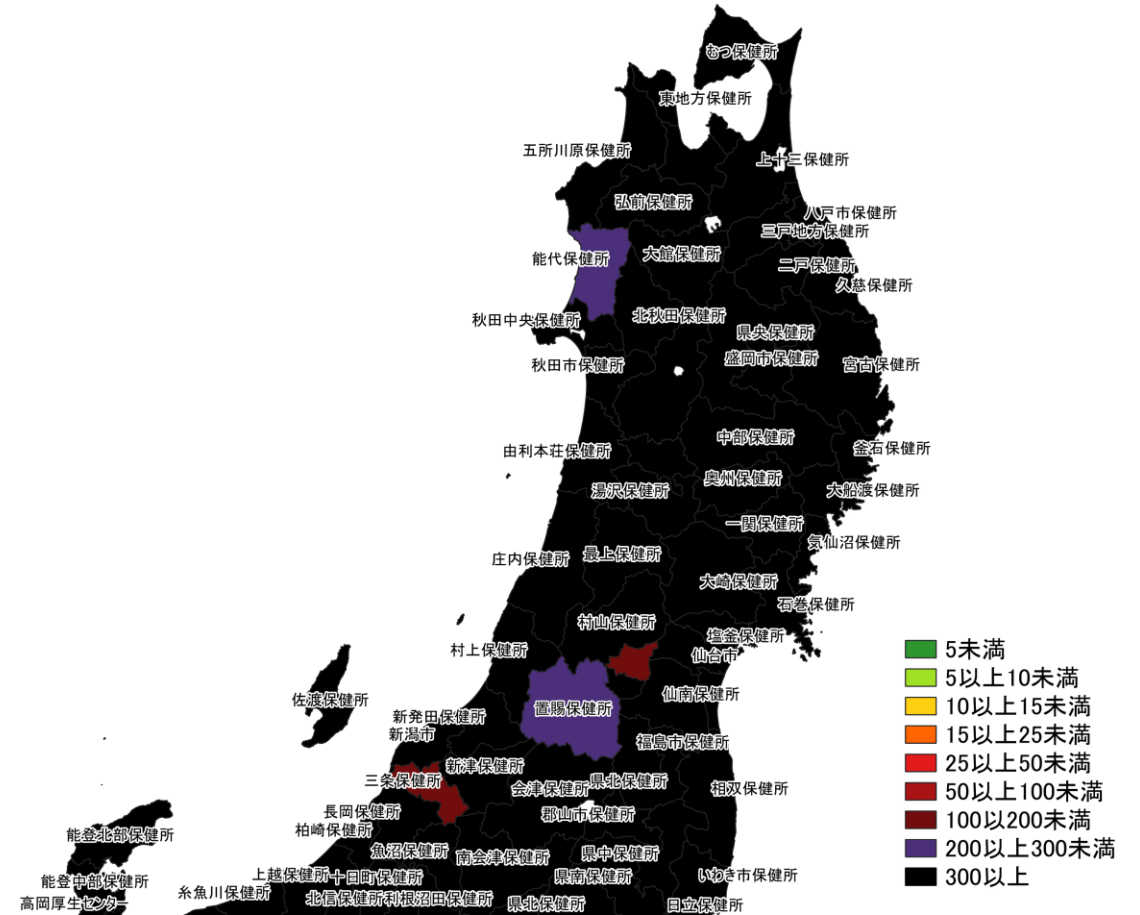 むつ保健所
東地方保健所
五所川原保健所
上十三保健所
弘前保健所
八戸市保健所
三戸地方保健所
能代保健所
大館保健所
二戸保健所
久慈保健所
秋田中央保健所
北秋田保健所
県央保健所
盛岡市保健所
秋田市保健所
宮古保健所
中部保健所
由利本荘保健所
釜石保健所
奥州保健所
湯沢保健所
大船渡保健所
一関保健所
気仙沼保健所
庄内保健所
最上保健所
大崎保健所
石巻保健所
村山保健所
塩釜保健所
村上保健所
仙台市
佐渡保健所
仙南保健所
置賜保健所
新発田保健所
新潟市
福島市保健所
新津保健所
三条保健所
会津保健所
県北保健所
相双保健所
長岡保健所
郡山市保健所
柏崎保健所
能登北部保健所
魚沼保健所
南会津保健所
県中保健所
上越保健所
十日町保健所
県南保健所
いわき市保健所
能登中部保健所
糸魚川保健所
北信保健所
利根沼田保健所
高岡厚生センター
県北保健所
日立保健所
5未満
5以上10未満
10以上15未満
15以上25未満
25以上50未満
50以上100未満
100以200未満
200以上300未満
300以上